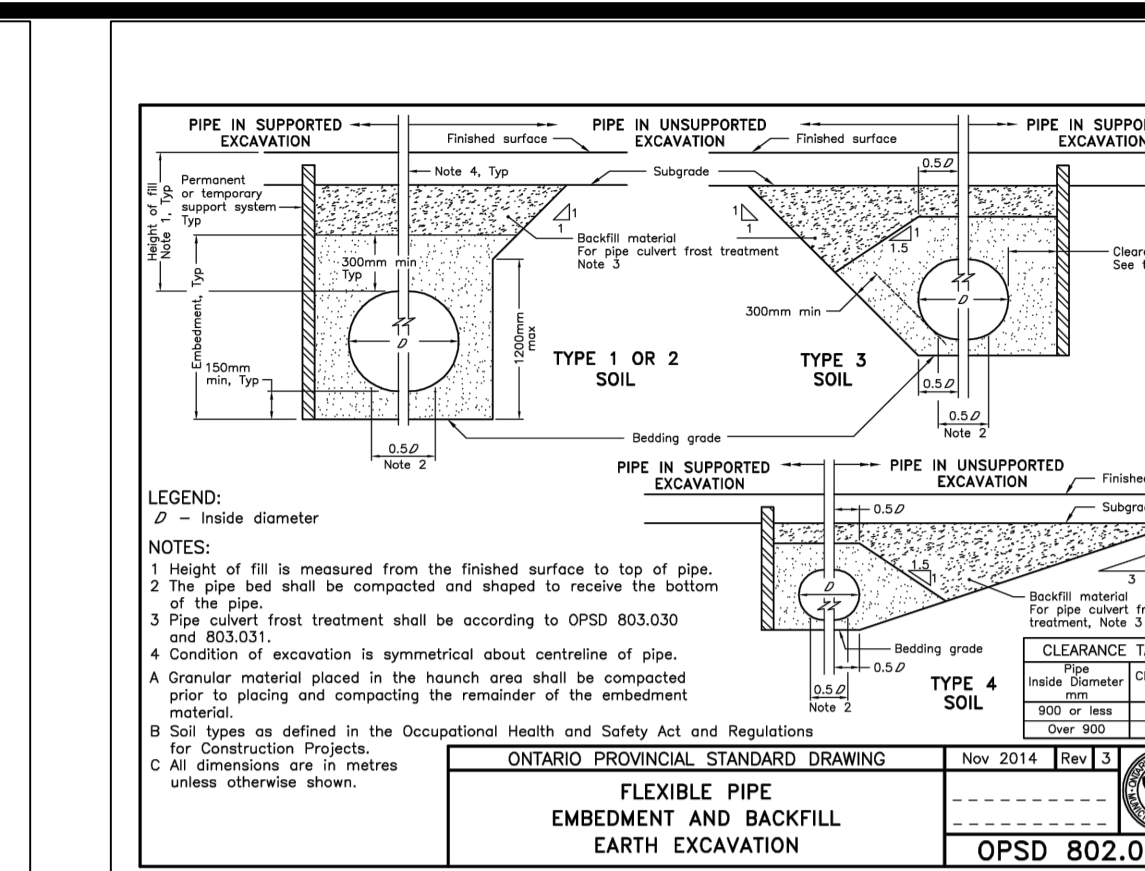 PIPE IN SUPPORTED
EXCAVATION
PIPE IN UNSUPPORTED
EXCAVATION
PIPE IN
EXCAVATION
Finished surface
Finished surface
Note 4, Typ
Subgrade
0.5D
Height of fill
Note 1, Typ
Permanent
or temporary
support system
Typ
1
1
Backfill material
For pipe culvert frost treatment
Note 3
1
1
1
1.5
See
300mm min
Typ
Embedment, Typ
D
1200mm
max
300mm min
D
150mm
min, Typ
TYPE 1 OR 2
SOIL
TYPE 3
SOIL
0.5D
0.5D
Note 2
0.5D
Note 2
Bedding grade
PIPE IN SUPPORTED
EXCAVATION
PIPE IN UNSUPPORTED
EXCAVATION
0.5D
1.5
1
3
D
Backfill material
For pipe culvert
treatment, Note 3
Bedding grade
0.5D
0.5D
Note 2
TYPE 4
SOIL
CLEARANCE
Pipe
Inside Diameter
mm
900 or less
Over 900
LEGEND:
D – Inside diameter
NOTES:
1 Height of fill is measured from the finished surface to top of pipe.
2 The pipe bed shall be compacted and shaped to receive the bottom
of the pipe.
3 Pipe culvert frost treatment shall be according to OPSD 803.030
and 803.031.
4 Condition of excavation is symmetrical about centreline of pipe.
A Granular material placed in the haunch area shall be compacted
prior to placing and compacting the remainder of the embedment
material.
B Soil types as defined in the Occupational Health and Safety Act and Regulations
for Construction Projects.
C All dimensions are in metres
unless otherwise shown.
ONTARIO PROVINCIAL STANDARD DRAWING
Nov 2014
Rev 3
FLEXIBLE PIPE
EMBEDMENT AND BACKFILL
EARTH EXCAVATION
OPSD 802.0